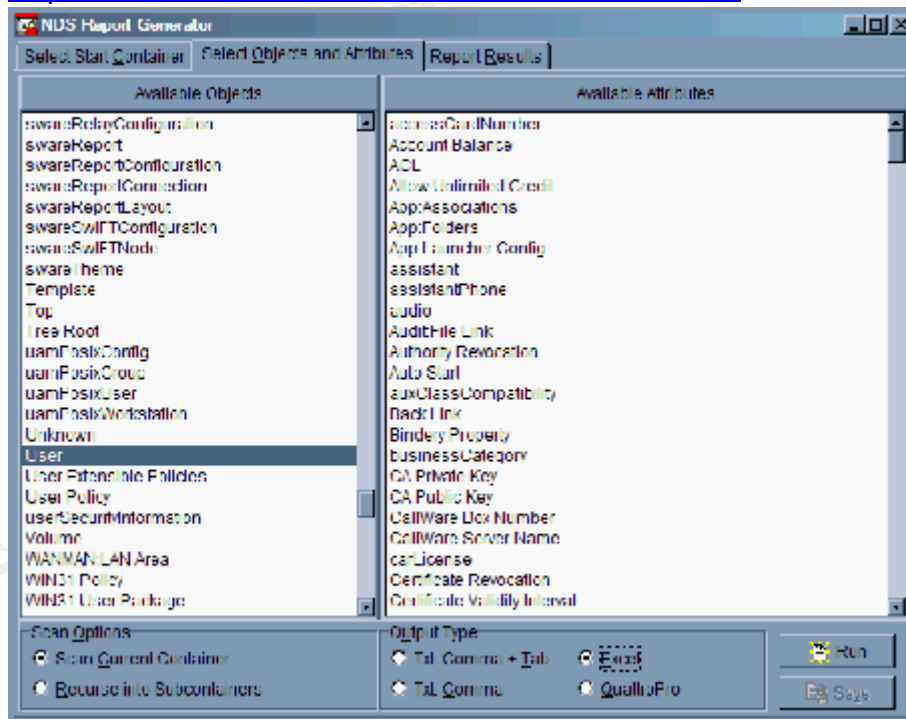 NDS Report Generator
Select Start Container
Select Objects and Attributes
Report Results
Available Objects
Available Attributes
swareRelayConfiguration
swareReport
swareReportConfiguration
swareReportConnection
swareReportLayout
swareSwIFTConfiguration
swareSwIFTNode
swareTheme
Template
Top
Tree Root
uamPosixConfig
uamPosixGroup
uamPosixUser
uamPosixWorkstation
Unknown
User
User Extensible Policies
User Policy
userSecurityInformation
Volume
WANMAN:LAN Area
WIN31 Policy
WIN31 User Package
accessCardNumber
Account Balance
ACL
Allow Unlimited Credit
App:Associations
App:Folders
App:Launcher Config
assistant
assistantPhone
audio
Audit:File Link
Authority Revocation
Auto Start
auxClassCompatibility
Back Link
Bindery Property
businessCategory
CA Private Key
CA Public Key
CallWare Box Number
CallWare Server Name
carLicense
Certificate Revocation
Certificate Validity Interval
Scan Options
Scan Current Container
Recurse into Subcontainers
Output Type
Txt. Comma + Tab
Excel
Txt. Comma
QuattroPro
Run
Save